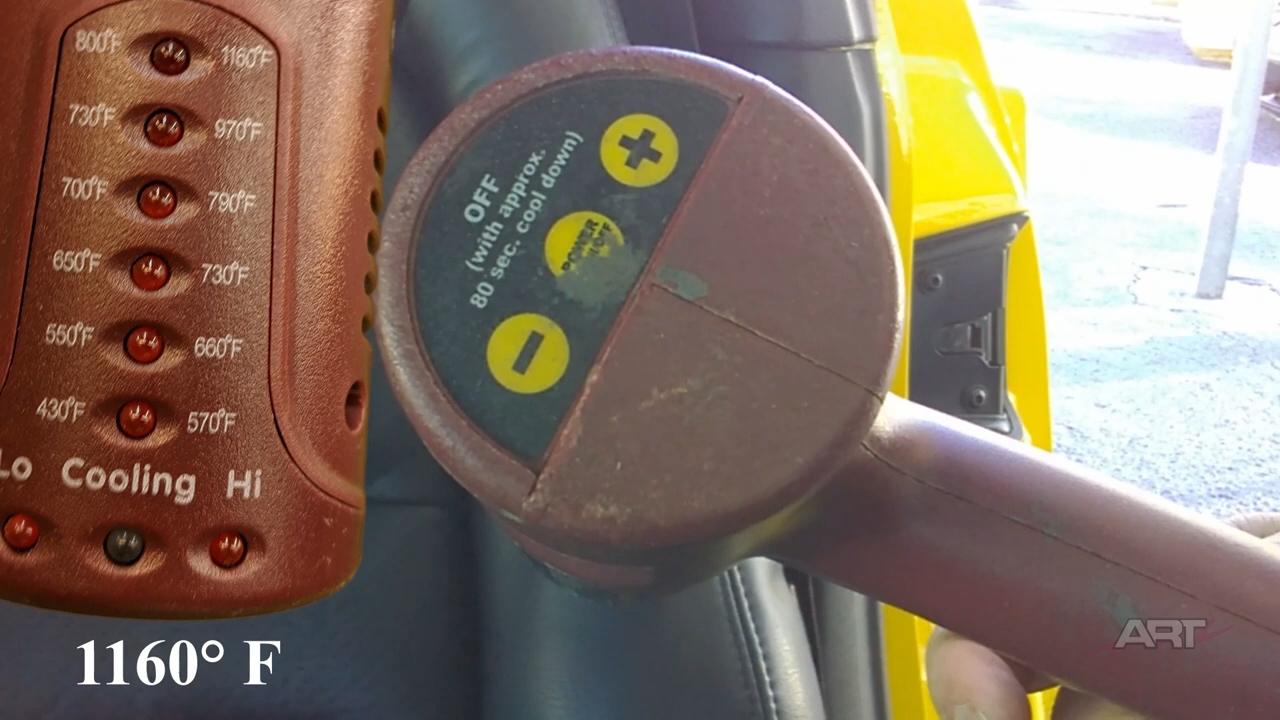 800°F 1160°F
730°F 970°F
700°F 790°F
650°F 730°F
550°F 660°F
430°F 570°F
Lo Cooling Hi
1160° F
OFF
(with approx.
80 sec. cool down)
POWER
ART